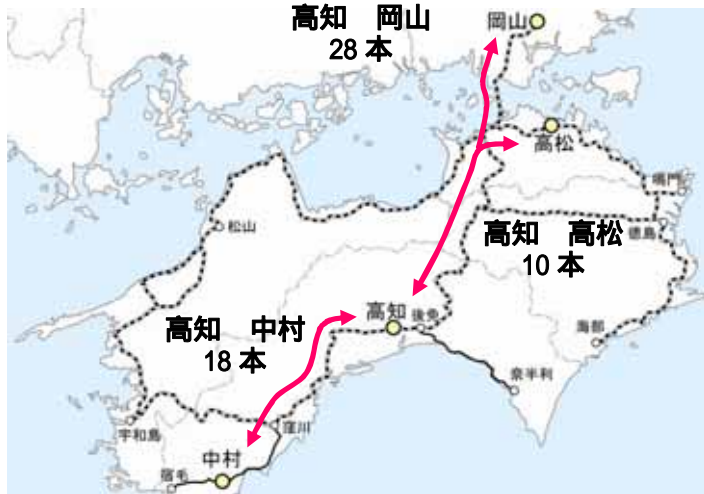 高知　岡山
28 本
岡山
高松
鳴門
徳島
松山
高知　高松
10 本
高知
後免
高知　中村
18 本
海部
奈半利
宇和島
窪川
中村
宿毛